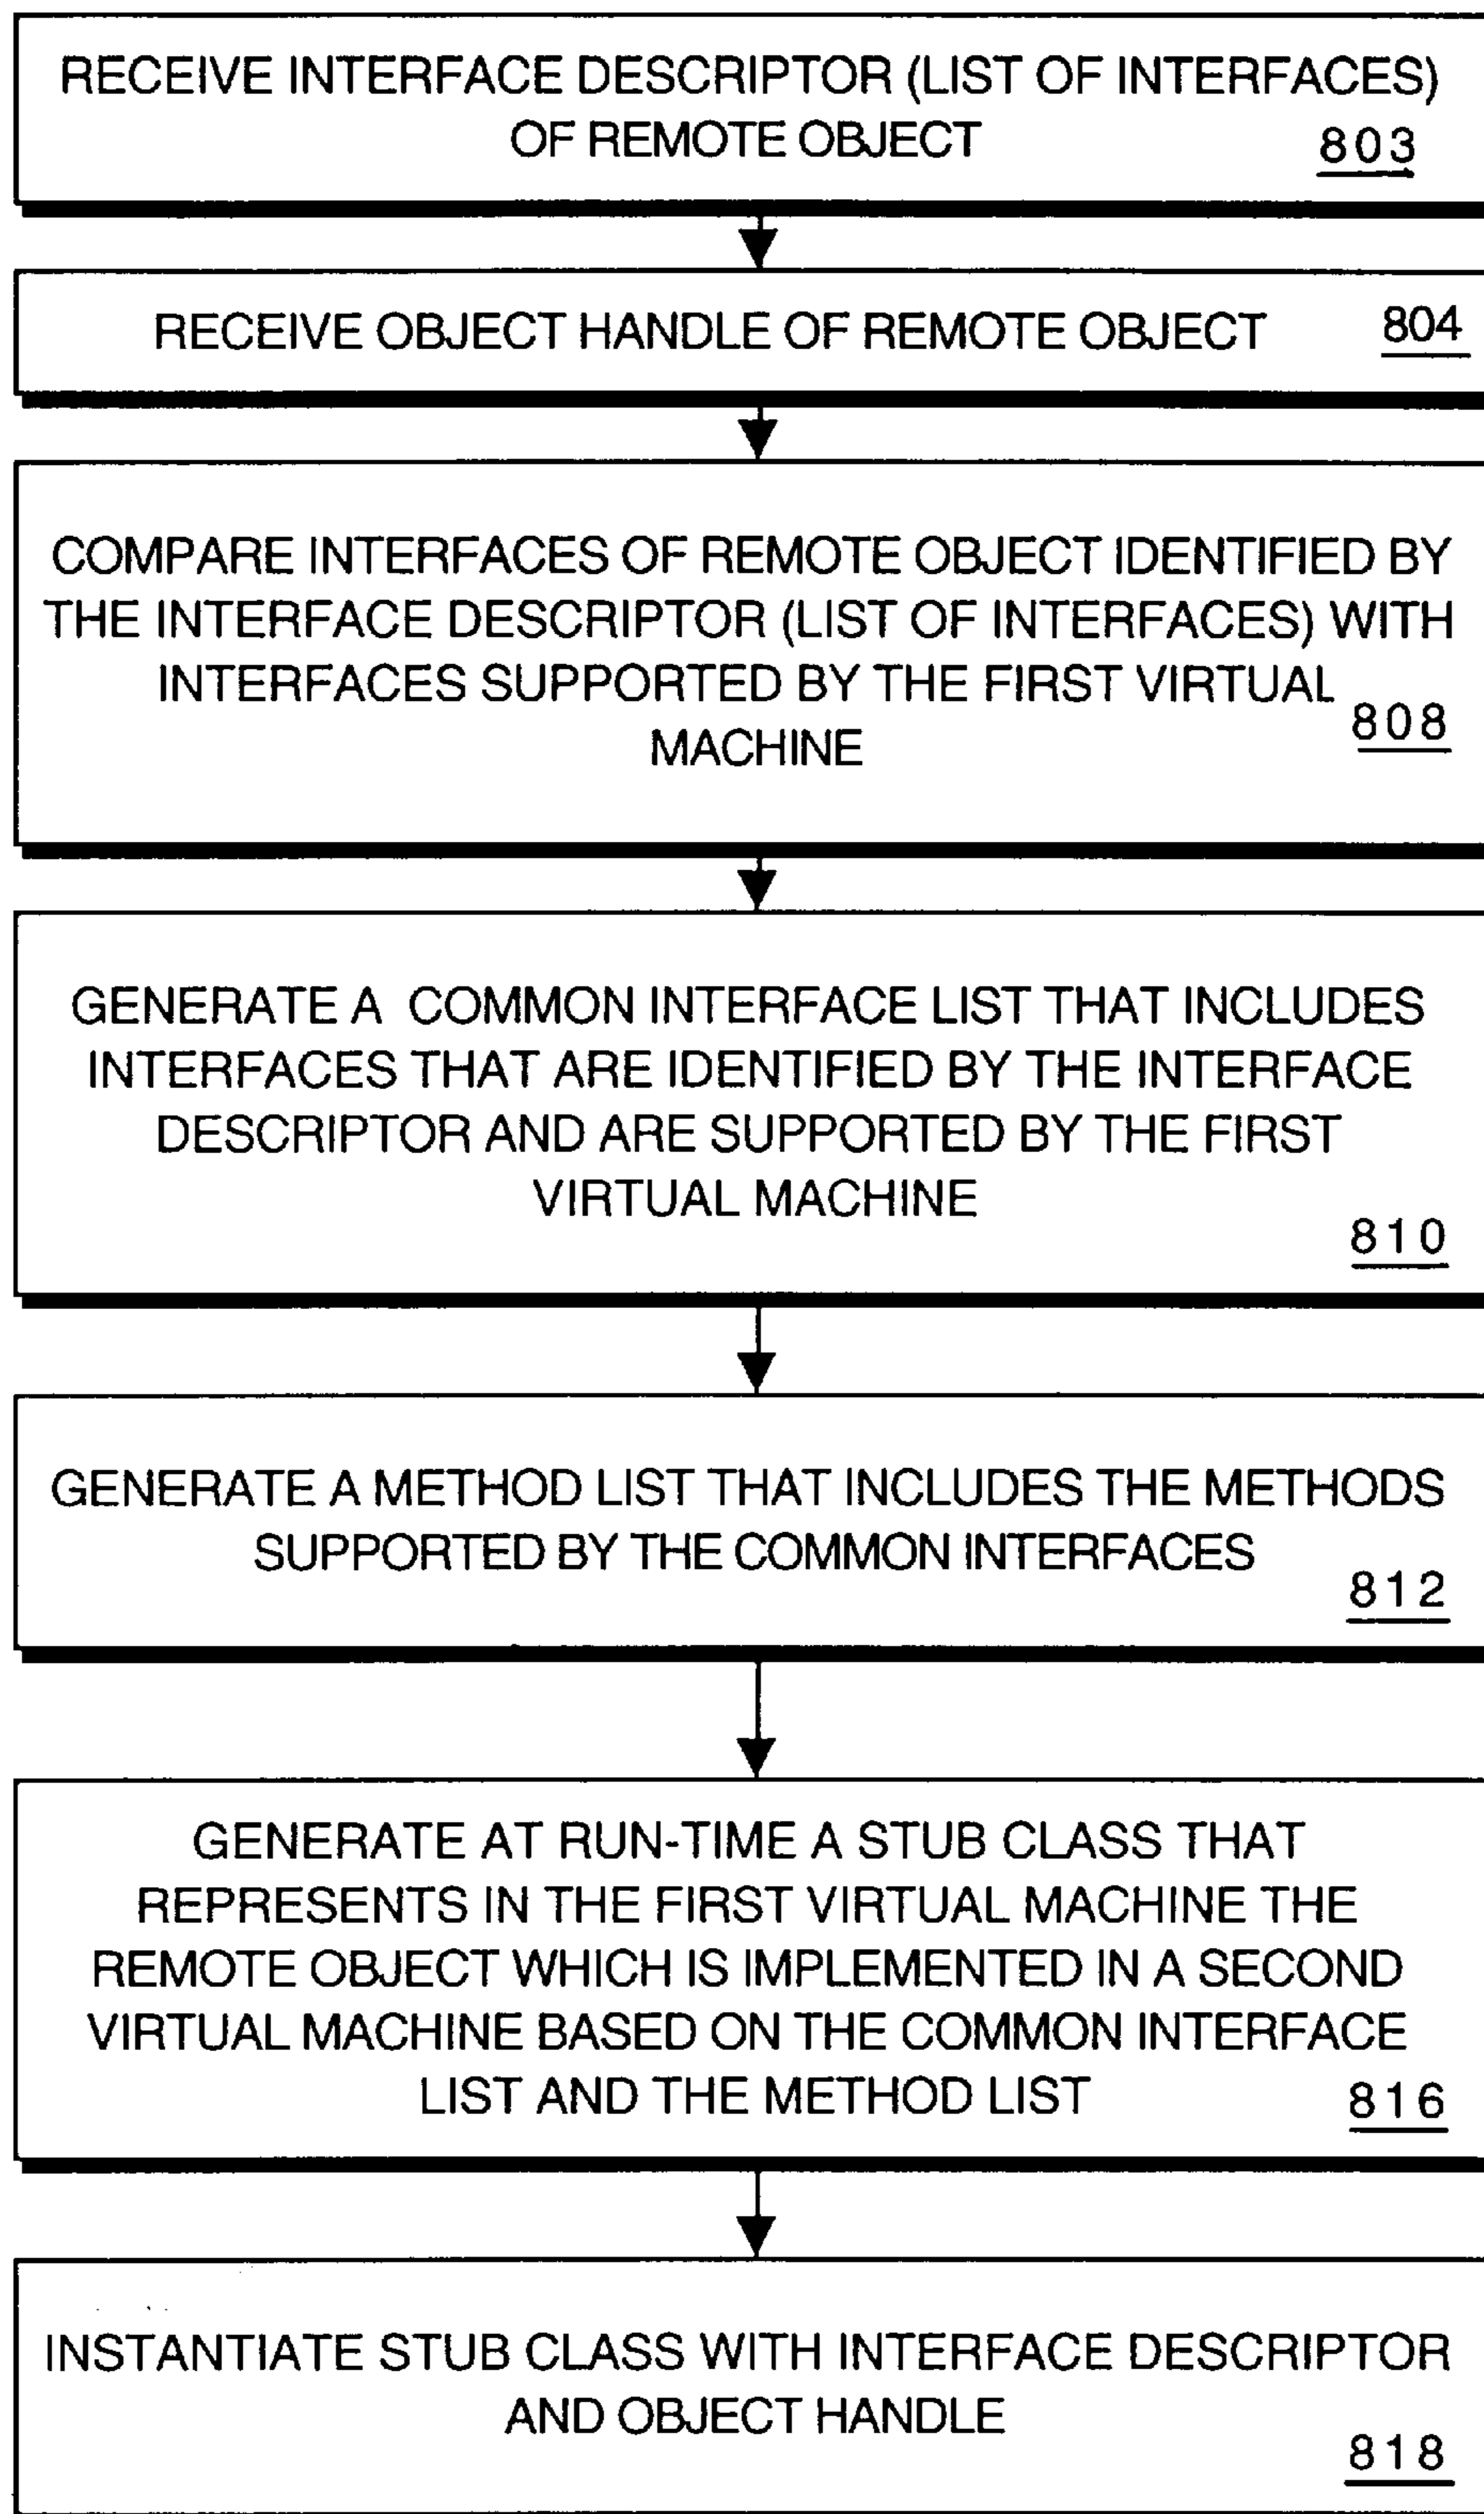 RECEIVE INTERFACE DESCRIPTOR (LIST OF INTERFACES)
OF REMOTE OBJECT
803
RECEIVE OBJECT HANDLE OF REMOTE OBJECT
804
COMPARE INTERFACES OF REMOTE OBJECT IDENTIFIED BY
THE INTERFACE DESCRIPTOR (LIST OF INTERFACES) WITH
INTERFACES SUPPORTED BY THE FIRST VIRTUAL
MACHINE
808
GENERATE A COMMON INTERFACE LIST THAT INCLUDES
INTERFACES THAT ARE IDENTIFIED BY THE INTERFACE
DESCRIPTOR AND ARE SUPPORTED BY THE FIRST
VIRTUAL MACHINE
810
GENERATE A METHOD LIST THAT INCLUDES THE METHODS
SUPPORTED BY THE COMMON INTERFACES
812
GENERATE AT RUN-TIME A STUB CLASS THAT
REPRESENTS IN THE FIRST VIRTUAL MACHINE THE
REMOTE OBJECT WHICH IS IMPLEMENTED IN A SECOND
VIRTUAL MACHINE BASED ON THE COMMON INTERFACE
LIST AND THE METHOD LIST
816
INSTANTIATE STUB CLASS WITH INTERFACE DESCRIPTOR
AND OBJECT HANDLE
818